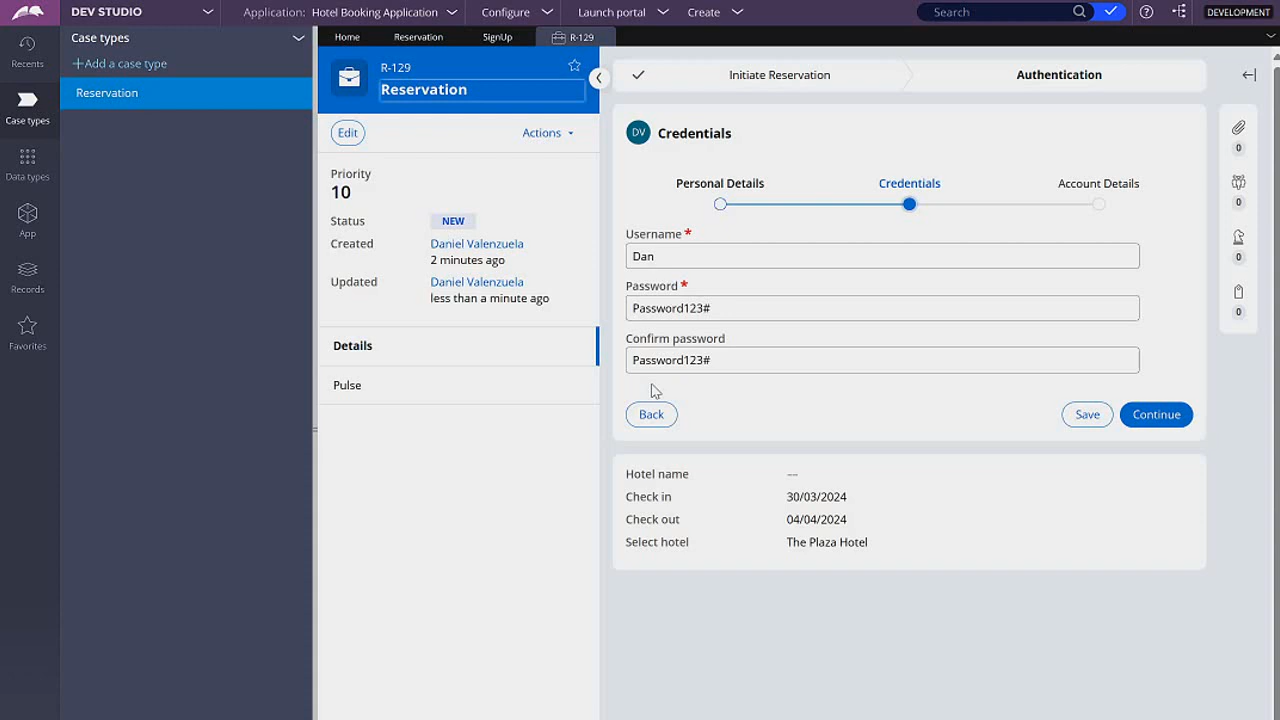 DEV STUDIO
Application: Hotel Booking Application
Configure
Launch portal
Create
Search
DEVELOPMENT
Recents
Case types
Data types
App
Records
Favorites
Case types
+Add a case type
Reservation
Home
Reservation
SignUp
R-129
R-129
Reservation
Edit
Actions
Priority
10
Status NEW
Created Daniel Valenzuela
2 minutes ago
Updated Daniel Valenzuela
less than a minute ago
Details
Pulse
Initiate Reservation
Authentication
DV Credentials
Personal Details
Credentials
Account Details
Username *
Dan
Password *
Password123#
Confirm password
Password123#
Back
Save
Continue
Hotel name ––
Check in 30/03/2024
Check out 04/04/2024
Select hotel The Plaza Hotel
0
0
0
0